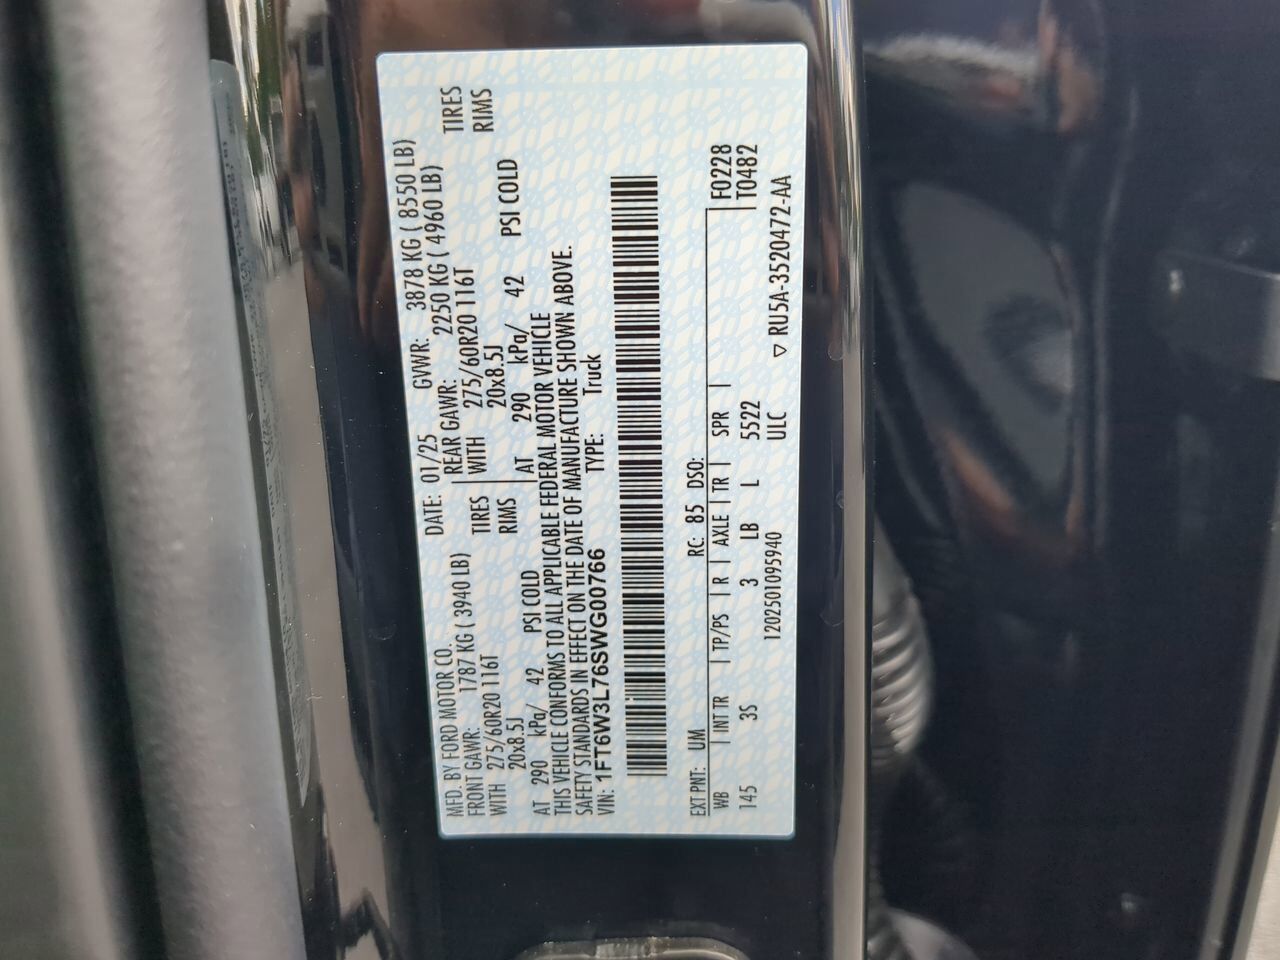 MFD. BY FORD MOTOR CO.
DATE: 01/25 GVWR: 3878 KG ( 8550 LB)
FRONT GAWR: 1787 KG ( 3940 LB) REAR GAWR: 2250 KG ( 4960 LB)
WITH 275/60R20 116T TIRES WITH 275/60R20 116T TIRES
20x8.5J RIMS 20x8.5J RIMS
AT 290 kPa/ 42 PSI COLD AT 290 kPa/ 42 PSI COLD
THIS VEHICLE CONFORMS TO ALL APPLICABLE FEDERAL MOTOR VEHICLE
SAFETY STANDARDS IN EFFECT ON THE DATE OF MANUFACTURE SHOWN ABOVE.
VIN: 1FT6W3L76SWG00766 TYPE: Truck
EXT PNT: UM RC: 85 DSO: F0228
WB INT TR TP/PS R AXLE TR SPR T0482
145 3S 3 LB L 5522
1202501095940 ULC ▽ RU5A-3520472-AA